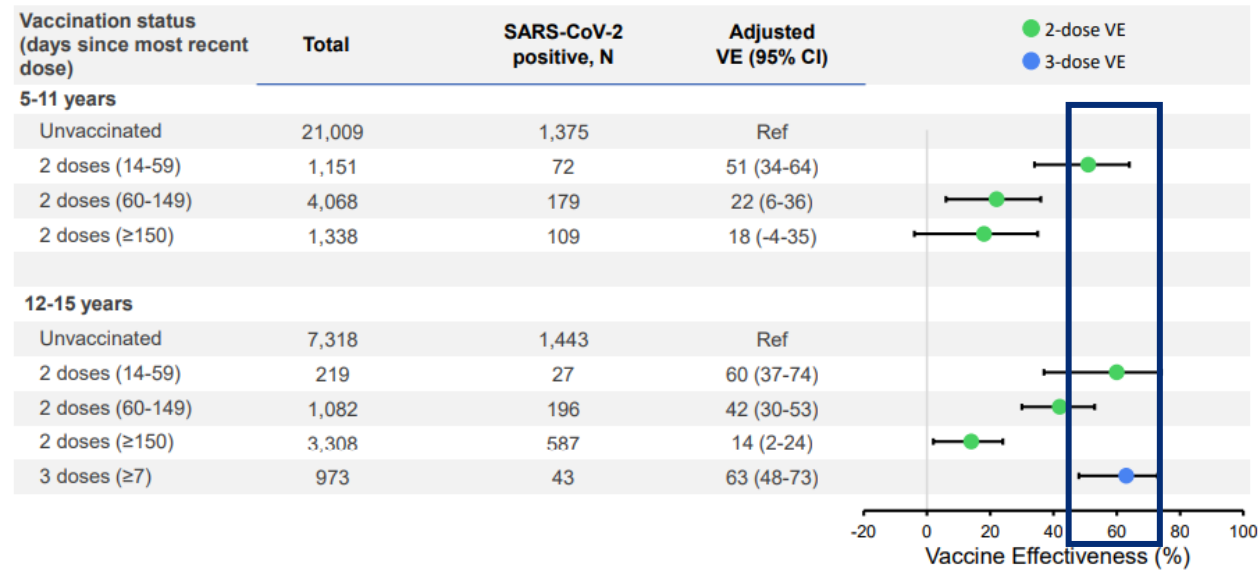 Vaccination status
(days since most recent
dose)
Total
SARS-CoV-2
positive, N
Adjusted
VE (95% CI)
2-dose VE
3-dose VE
5-11 years
Unvaccinated 21,009 1,375 Ref
2 doses (14-59) 1,151 72 51 (34-64)
2 doses (60-149) 4,068 179 22 (6-36)
2 doses (≥150) 1,338 109 18 (-4-35)
12-15 years
Unvaccinated 7,318 1,443 Ref
2 doses (14-59) 219 27 60 (37-74)
2 doses (60-149) 1,082 196 42 (30-53)
2 doses (≥150) 3,308 587 14 (2-24)
3 doses (≥7) 973 43 63 (48-73)
-20 0 20 40 60 80 100
Vaccine Effectiveness (%)